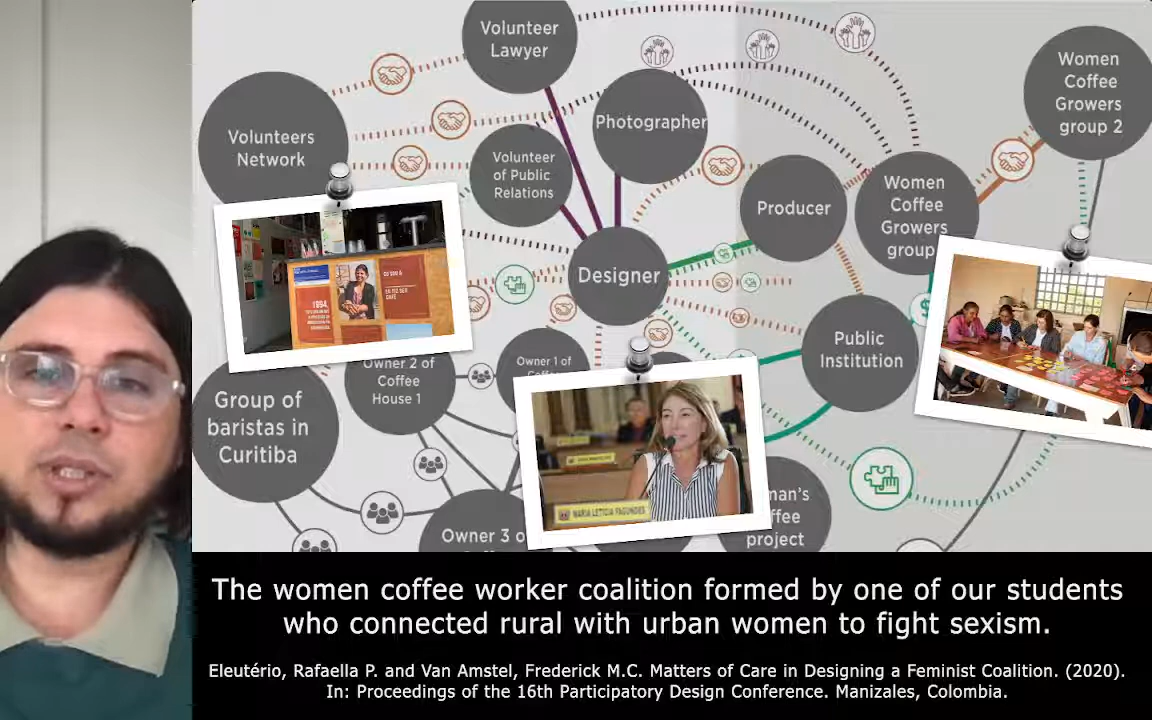 Volunteer
Lawyer
Women
Coffee
Growers
group 2
Volunteers
Network
Photographer
Volunteer
of Public
Relations
Producer
Women
Coffee
Growers
group
Designer
1994,
Public
Institution
$
Owner 2 of
Coffee
House 1
Owner 1 of
Group of
baristas in
Curitiba
MARIA LETICIA FAGUNDES
Owner 3
project
The women coffee worker coalition formed by one of our students
who connected rural with urban women to fight sexism.
Eleutério, Rafaella P. and Van Amstel, Frederick M.C. Matters of Care in Designing a Feminist Coalition. (2020).
In: Proceedings of the 16th Participatory Design Conference. Manizales, Colombia.